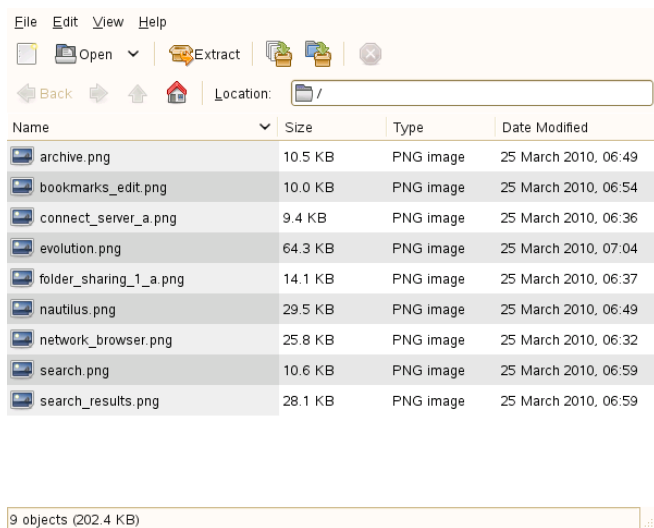 File Edit View Help
Open Extract
Back Location: /
Name Size Type Date Modified
archive.png 10.5 KB PNG image 25 March 2010, 06:49
bookmarks_edit.png 10.0 KB PNG image 25 March 2010, 06:54
connect_server_a.png 9.4 KB PNG image 25 March 2010, 06:36
evolution.png 64.3 KB PNG image 25 March 2010, 07:04
folder_sharing_1_a.png 14.1 KB PNG image 25 March 2010, 06:37
nautilus.png 29.5 KB PNG image 25 March 2010, 06:49
network_browser.png 25.8 KB PNG image 25 March 2010, 06:32
search.png 10.6 KB PNG image 25 March 2010, 06:59
search_results.png 28.1 KB PNG image 25 March 2010, 06:59
9 objects (202.4 KB)